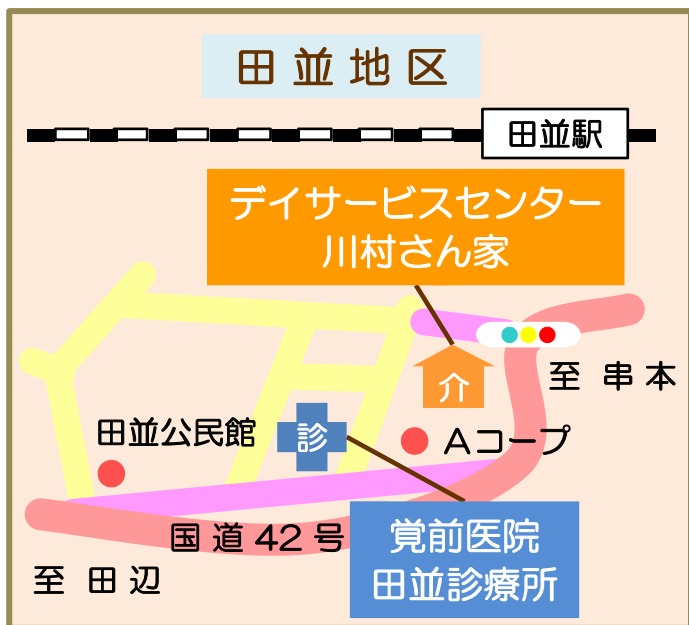 田並地区
田並駅
デイサービスセンター
川村さん家
介
至 串本
田並公民館
診
Aコープ
国道42号
覚前医院
田並診療所
至 田辺